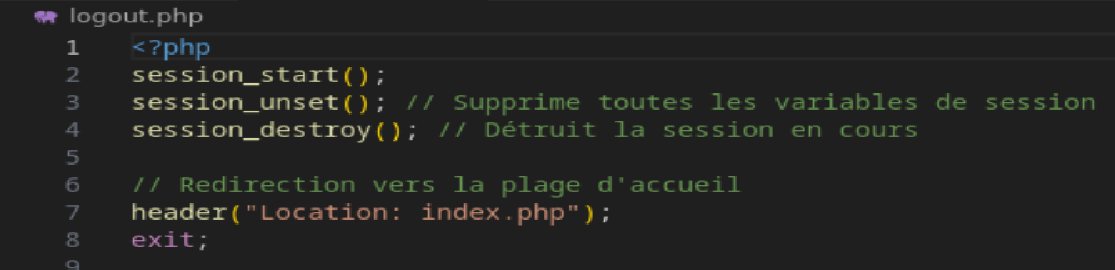 logout.php
1 <?php
2 session_start();
3 session_unset(); // Supprime toutes les variables de session
4 session_destroy(); // Détruit la session en cours
5
6 // Redirection vers la plage d'accueil
7 header("Location: index.php");
8 exit;
9